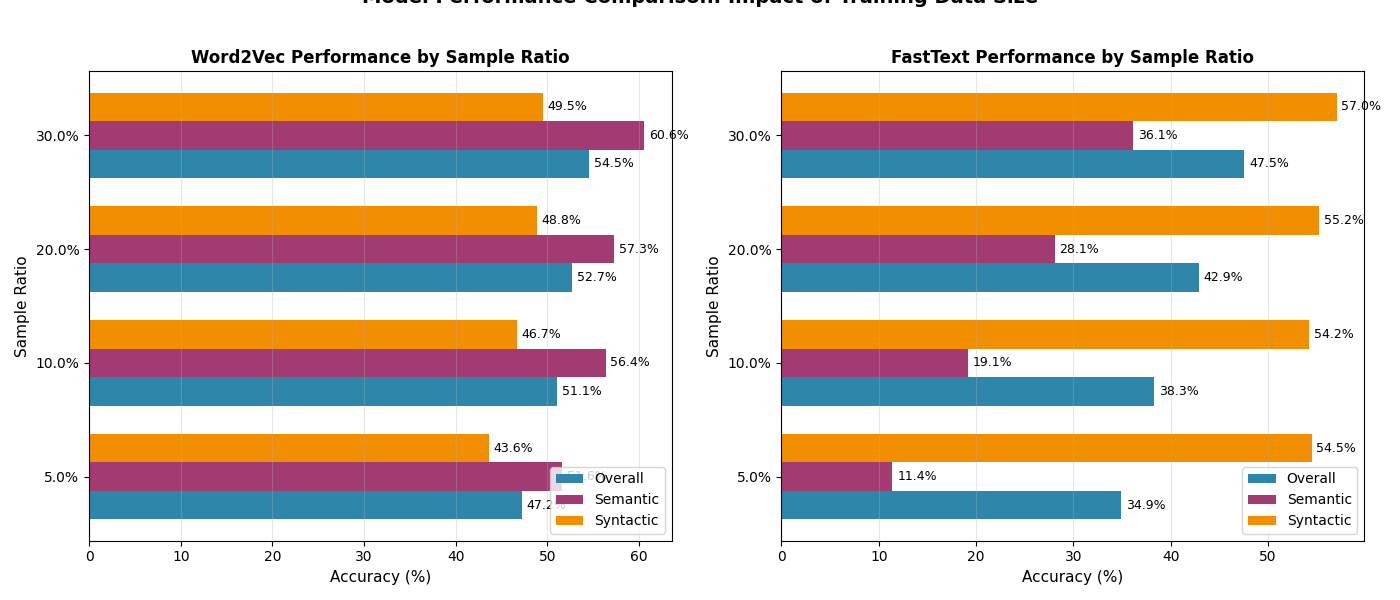 Model Performance Comparison: Impact of Training Data Size
Word2Vec Performance by Sample Ratio
Sample Ratio
30.0%
49.5%
60.6%
54.5%
20.0%
48.8%
57.3%
52.7%
10.0%
46.7%
56.4%
51.1%
5.0%
43.6%
51.6%
47.2%
Overall
Semantic
Syntactic
0 10 20 30 40 50 60
Accuracy (%)
FastText Performance by Sample Ratio
Sample Ratio
30.0%
57.0%
36.1%
47.5%
20.0%
55.2%
28.1%
42.9%
10.0%
54.2%
19.1%
38.3%
5.0%
54.5%
11.4%
34.9%
Overall
Semantic
Syntactic
0 10 20 30 40 50
Accuracy (%)